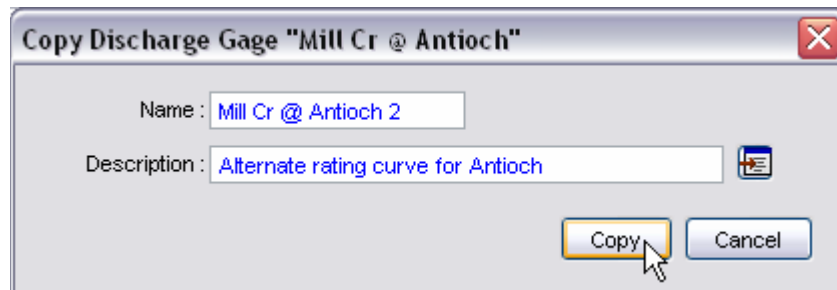 Copy Discharge Gage "Mill Cr @ Antioch"
Name : Mill Cr @ Antioch 2
Description : Alternate rating curve for Antioch
Copy Cancel